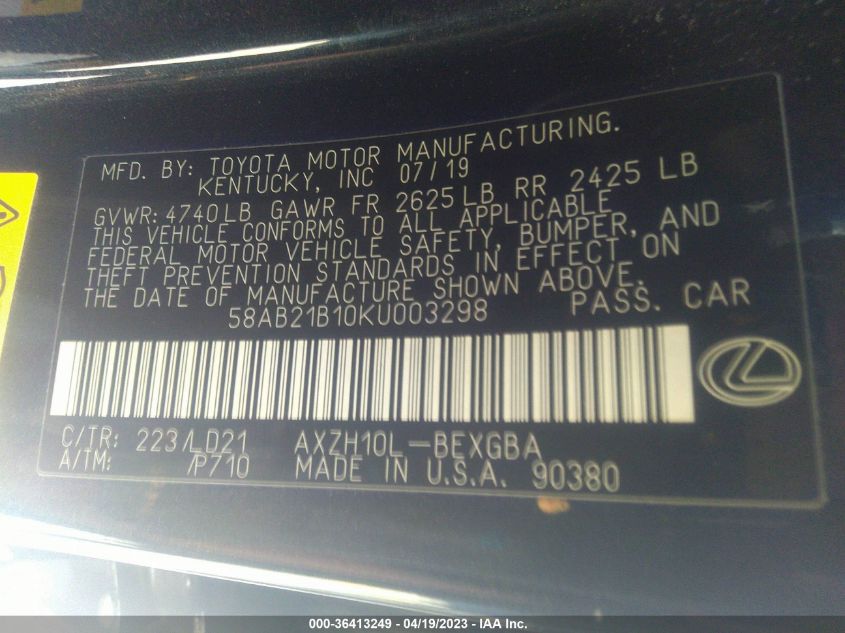 MFD. BY: TOYOTA MOTOR MANUFACTURING.
KENTUCKY, INC 07/19
GVWR: 4740LB GAWR FR 2625LB RR 2425 LB
THIS VEHICLE CONFORMS TO ALL APPLICABLE
FEDERAL MOTOR VEHICLE SAFETY, BUMPER, AND
THEFT PREVENTION STANDARDS IN EFFECT ON
THE DATE OF MANUFACTURE SHOWN ABOVE.
58AB21B10KU003298 PASS. CAR
C/TR: 223/LD21 AXZH10L-BEXGBA
A/TM: /P710 MADE IN U.S.A. 90380
000-36413249 - 04/19/2023 - IAA Inc.